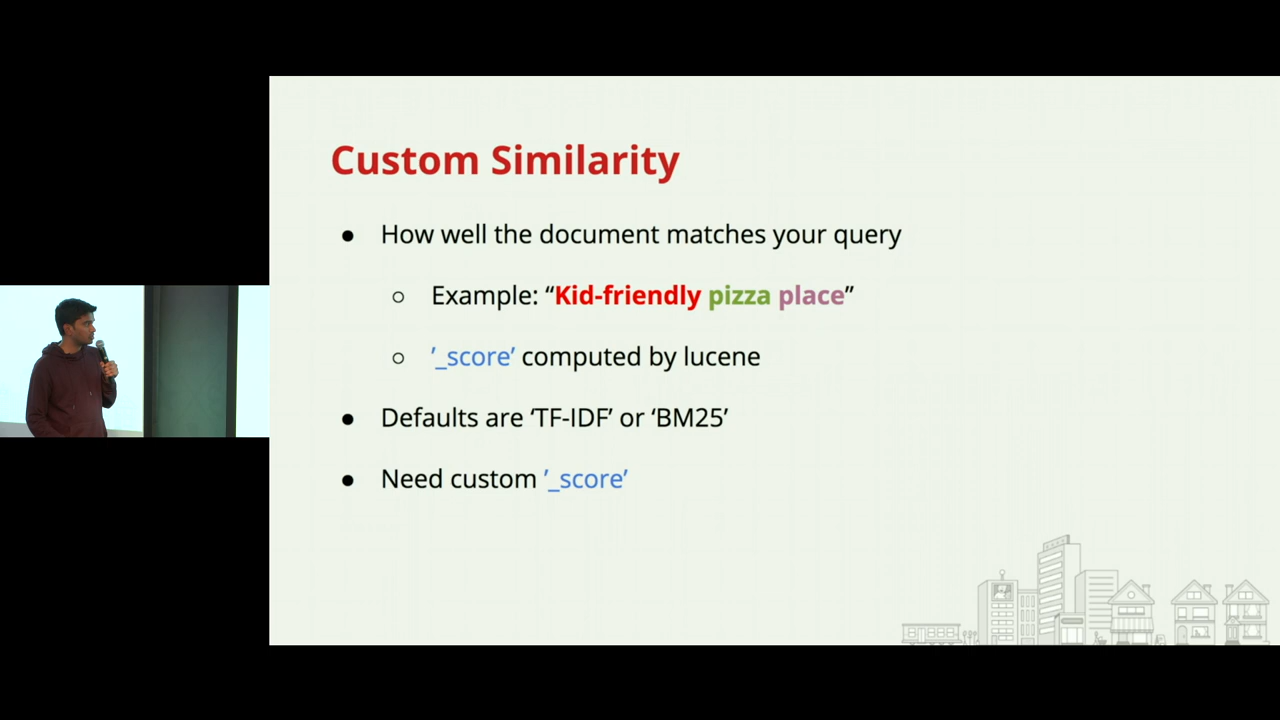 Custom Similarity
● How well the document matches your query
○ Example: “Kid-friendly pizza place”
○ ’_score’ computed by lucene
● Defaults are ‘TF-IDF’ or ‘BM25’
● Need custom ’_score’